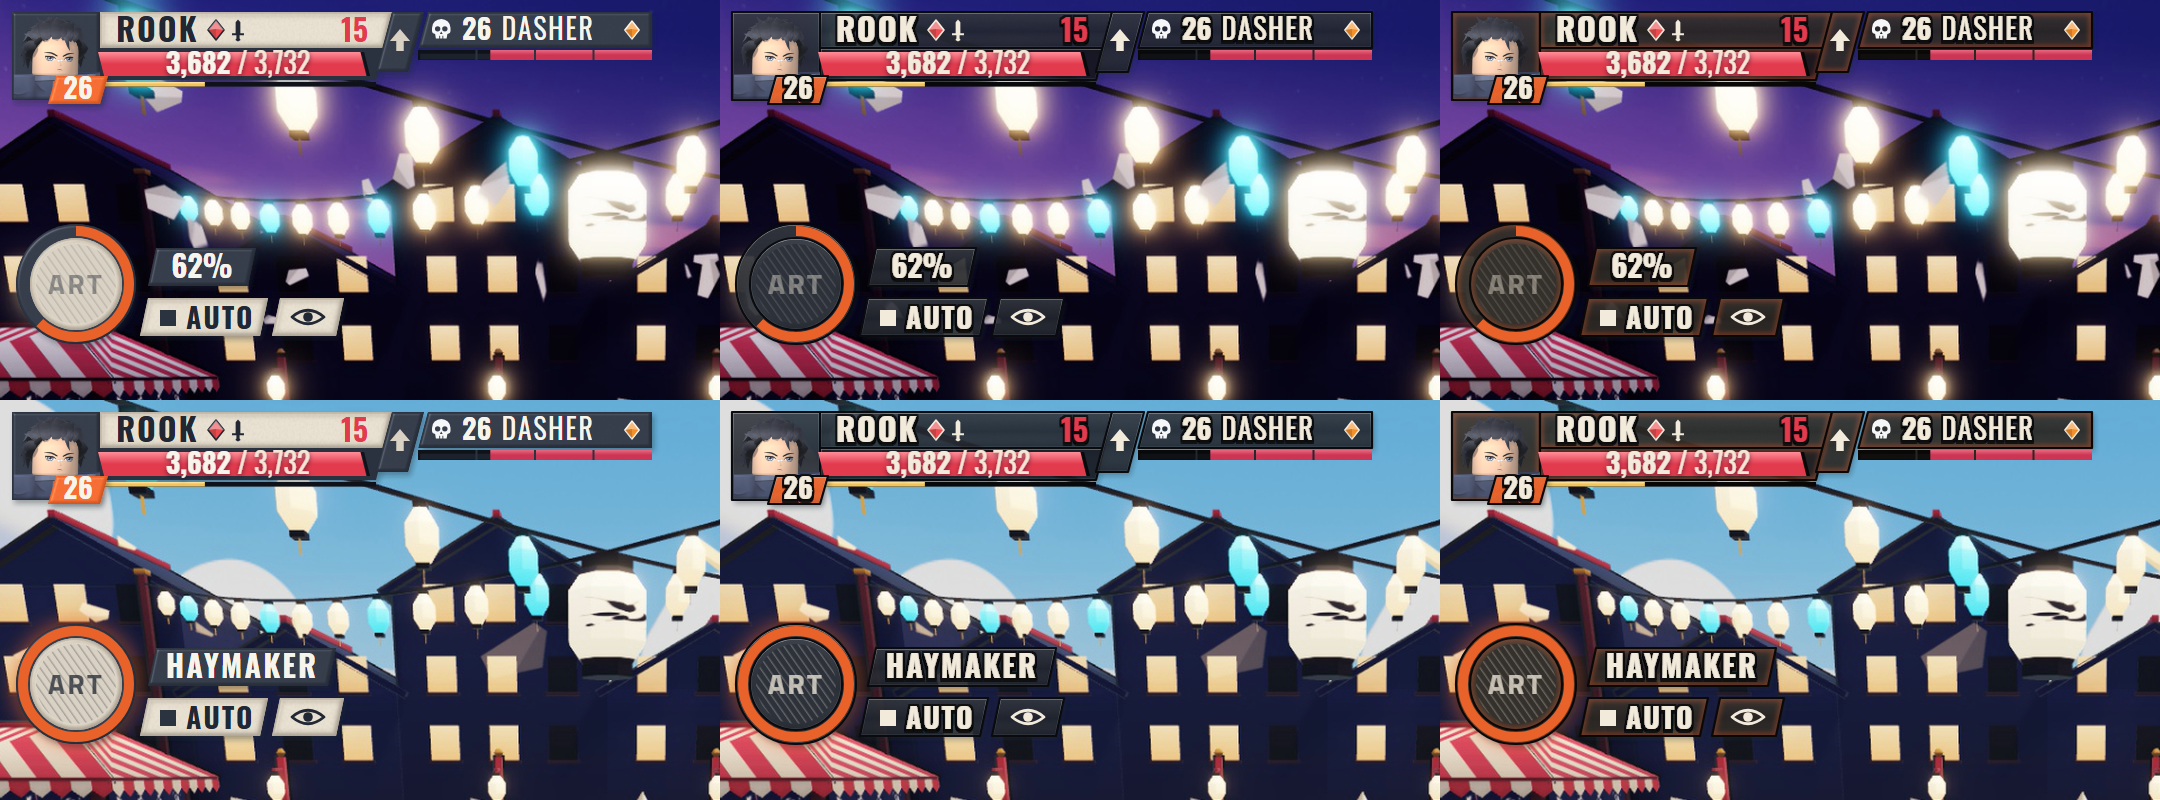 ROOK 15
26 DASHER
3,682 / 3,732
26
62%
ART
AUTO
ROOK 15
26 DASHER
3,682 / 3,732
26
62%
ART
AUTO
ROOK 15
26 DASHER
3,682 / 3,732
26
62%
ART
AUTO
ROOK 15
26 DASHER
3,682 / 3,732
26
HAYMAKER
ART
AUTO
ROOK 15
26 DASHER
3,682 / 3,732
26
HAYMAKER
ART
AUTO
ROOK 15
26 DASHER
3,682 / 3,732
26
HAYMAKER
ART
AUTO